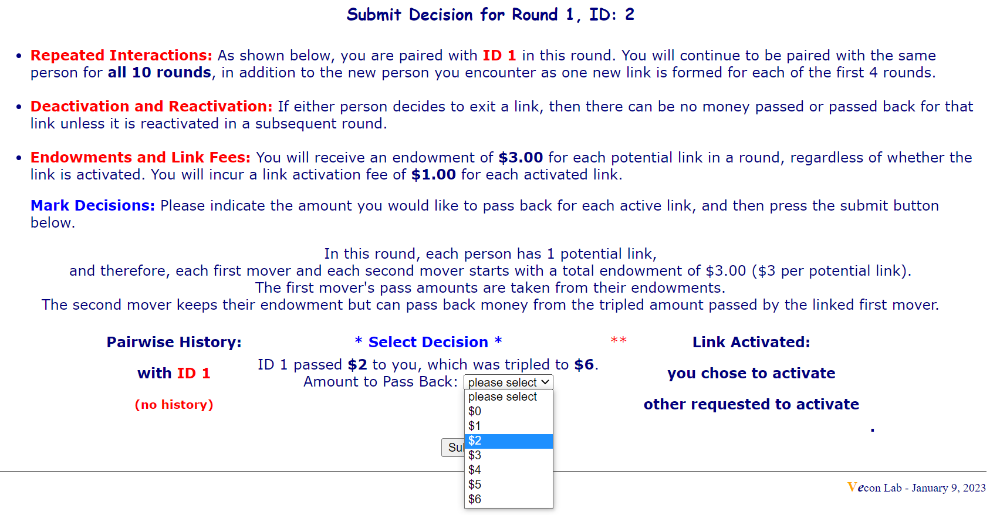 Submit Decision for Round 1, ID: 2
• Repeated Interactions: As shown below, you are paired with ID 1 in this round. You will continue to be paired with the same
person for all 10 rounds, in addition to the new person you encounter as one new link is formed for each of the first 4 rounds.
• Deactivation and Reactivation: If either person decides to exit a link, then there can be no money passed or passed back for that
link unless it is reactivated in a subsequent round.
• Endowments and Link Fees: You will receive an endowment of $3.00 for each potential link in a round, regardless of whether the
link is activated. You will incur a link activation fee of $1.00 for each activated link.
Mark Decisions: Please indicate the amount you would like to pass back for each active link, and then press the submit button
below.
In this round, each person has 1 potential link,
and therefore, each first mover and each second mover starts with a total endowment of $3.00 ($3 per potential link).
The first mover's pass amounts are taken from their endowments.
The second mover keeps their endowment but can pass back money from the tripled amount passed by the linked first mover.
Pairwise History: * Select Decision * ** Link Activated:
with ID 1
(no history)
ID 1 passed $2 to you, which was tripled to $6.
Amount to Pass Back: please select
please select
$0
$1
$2
$3
$4
$5
$6
you chose to activate
other requested to activate
.
Vecon Lab - January 9, 2023